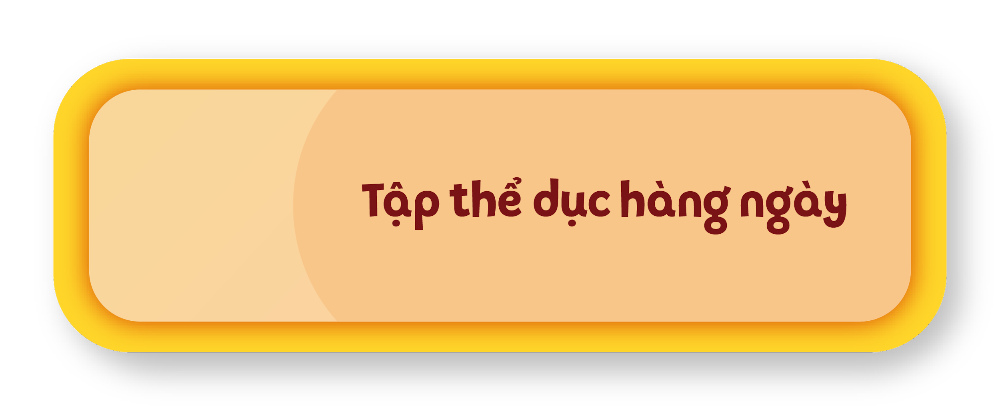 Tập thể dục hàng ngày